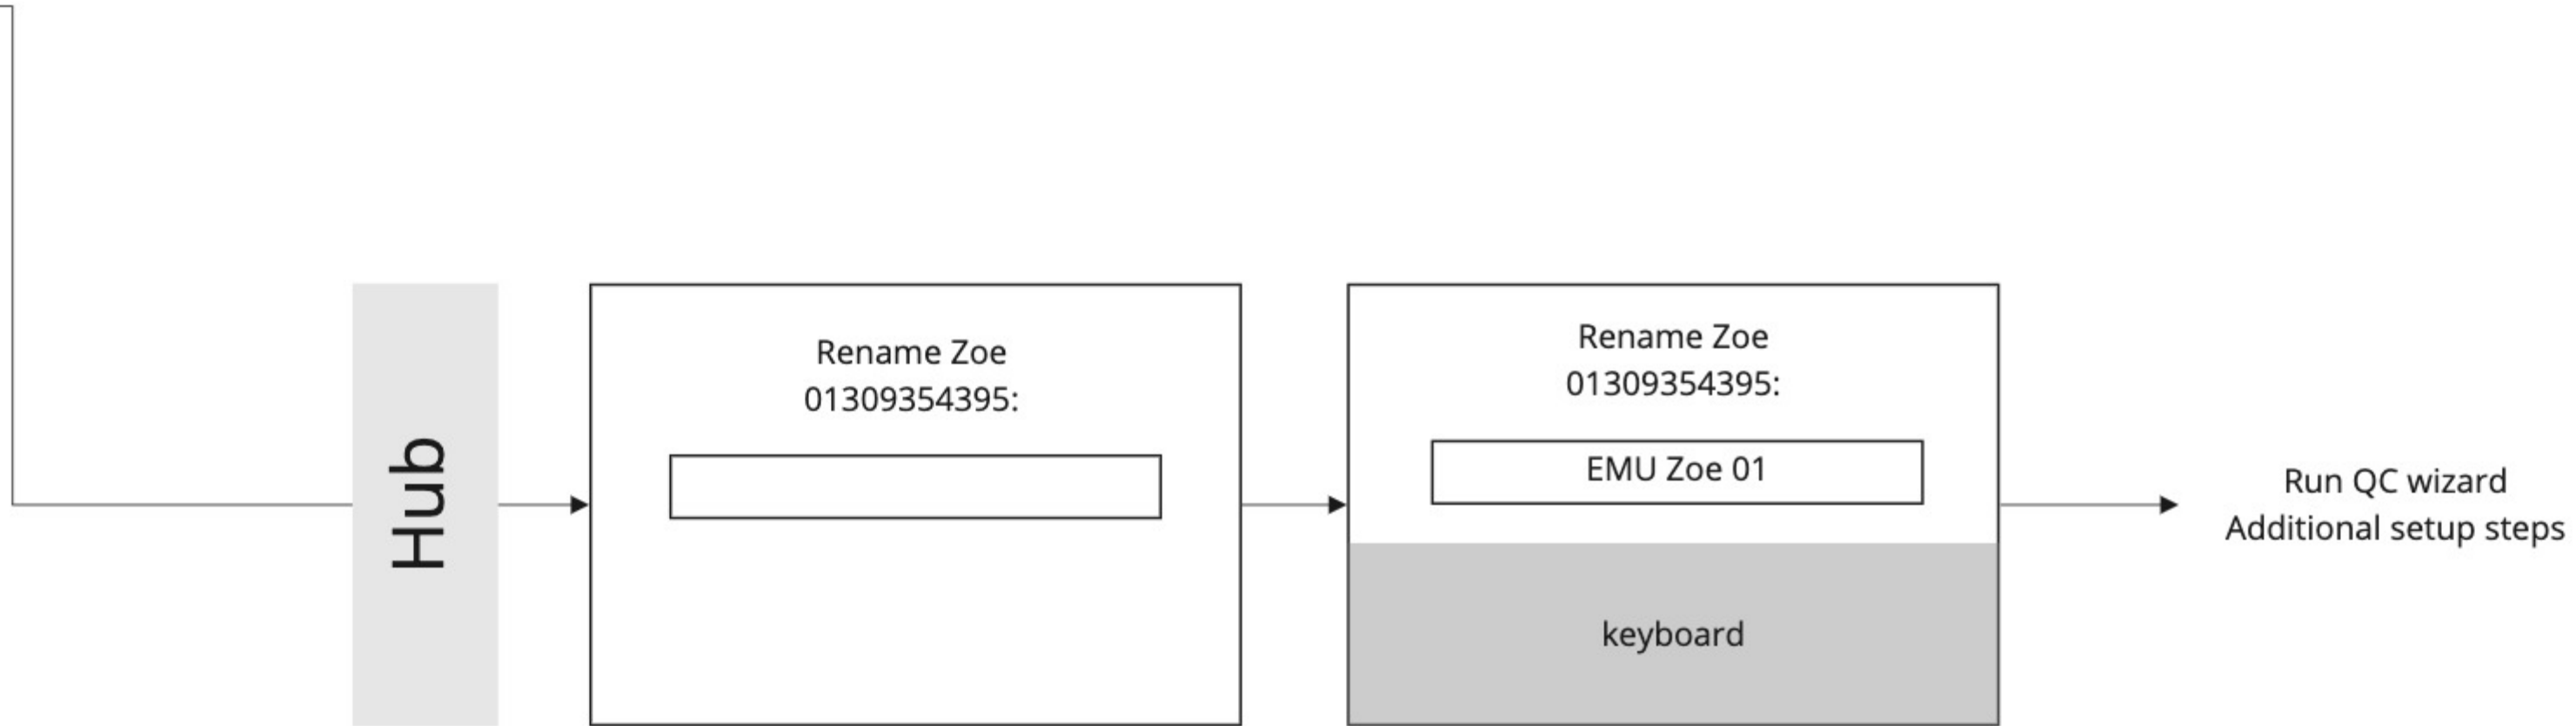 Hub
Rename Zoe
01309354395:
Rename Zoe
01309354395:
EMU Zoe 01
keyboard
Run QC wizard
Additional setup steps